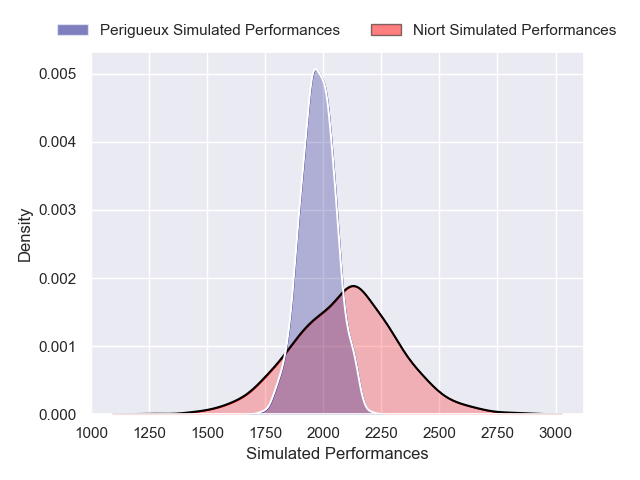 Perigueux Simulated Performances
Niort Simulated Performances
0.005
0.004
0.003
0.002
0.001
0.000
Density
1000 1250 1500 1750 2000 2250 2500 2750 3000
Simulated Performances